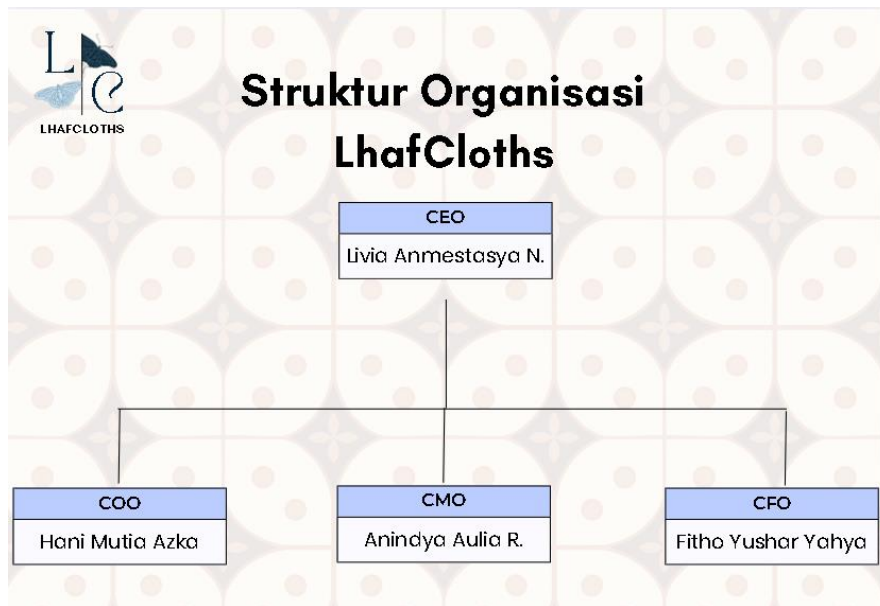 L C
LHAFCLOTHS
Struktur Organisasi
LhafCloths
CEO
Livia Anmestasya N.
COO
Hani Mutia Azka
CMO
Anindya Aulia R.
CFO
Fitho Yushar Yahya